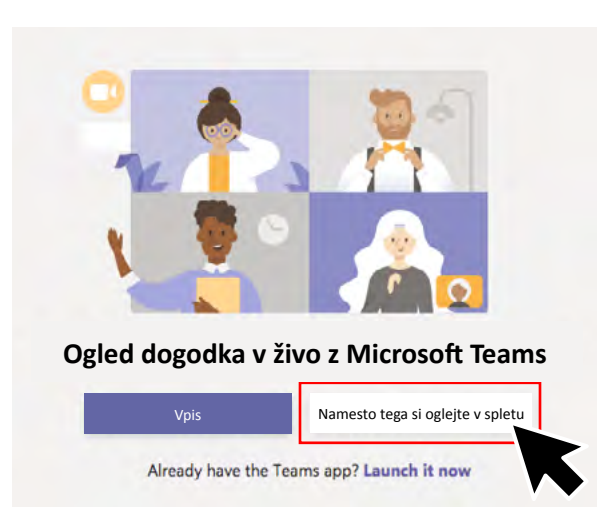 Ogled dogodka v živo z Microsoft Teams
Vpis
Namesto tega si oglejte v spletu
Already have the Teams app? Launch it now